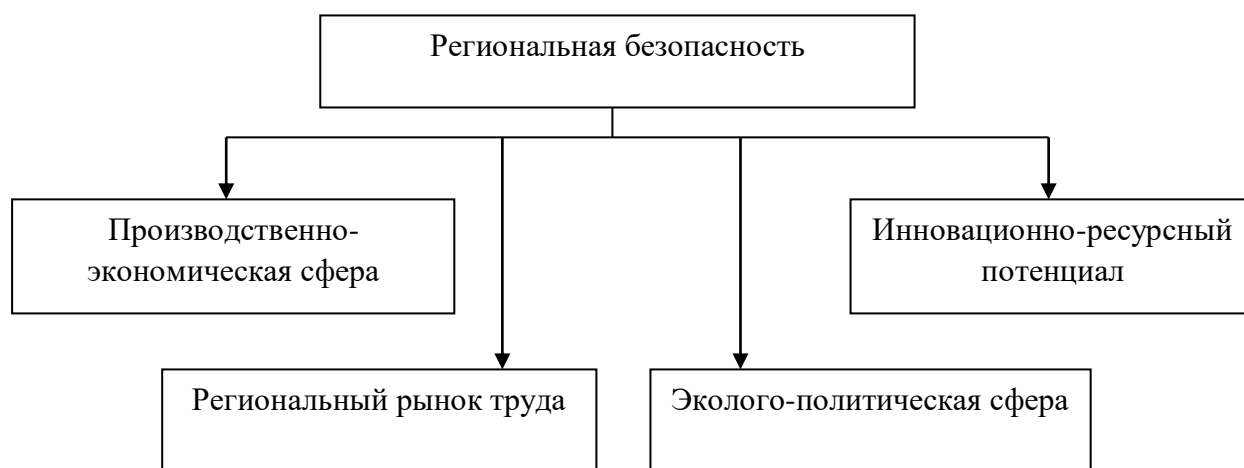 Региональная безопасность
Производственно-
экономическая сфера
Инновационно-ресурсный
потенциал
Региональный рынок труда
Эколого-политическая сфера